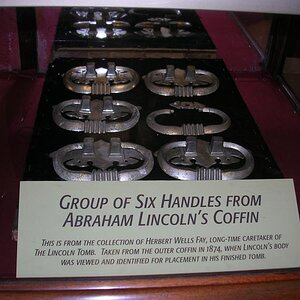 GROUP OF SIX HANDLES FROM
ABRAHAM LINCOLN'S COFFIN
THIS IS FROM THE COLLECTION OF HERBERT WELLS FAY, LONG-TIME CARETAKER OF
THE LINCOLN TOMB. TAKEN FROM THE OUTER COFFIN IN 1874, WHEN LINCOLN'S BODY
WAS VIEWED AND IDENTIFIED FOR PLACEMENT IN HIS FINISHED TOMB.